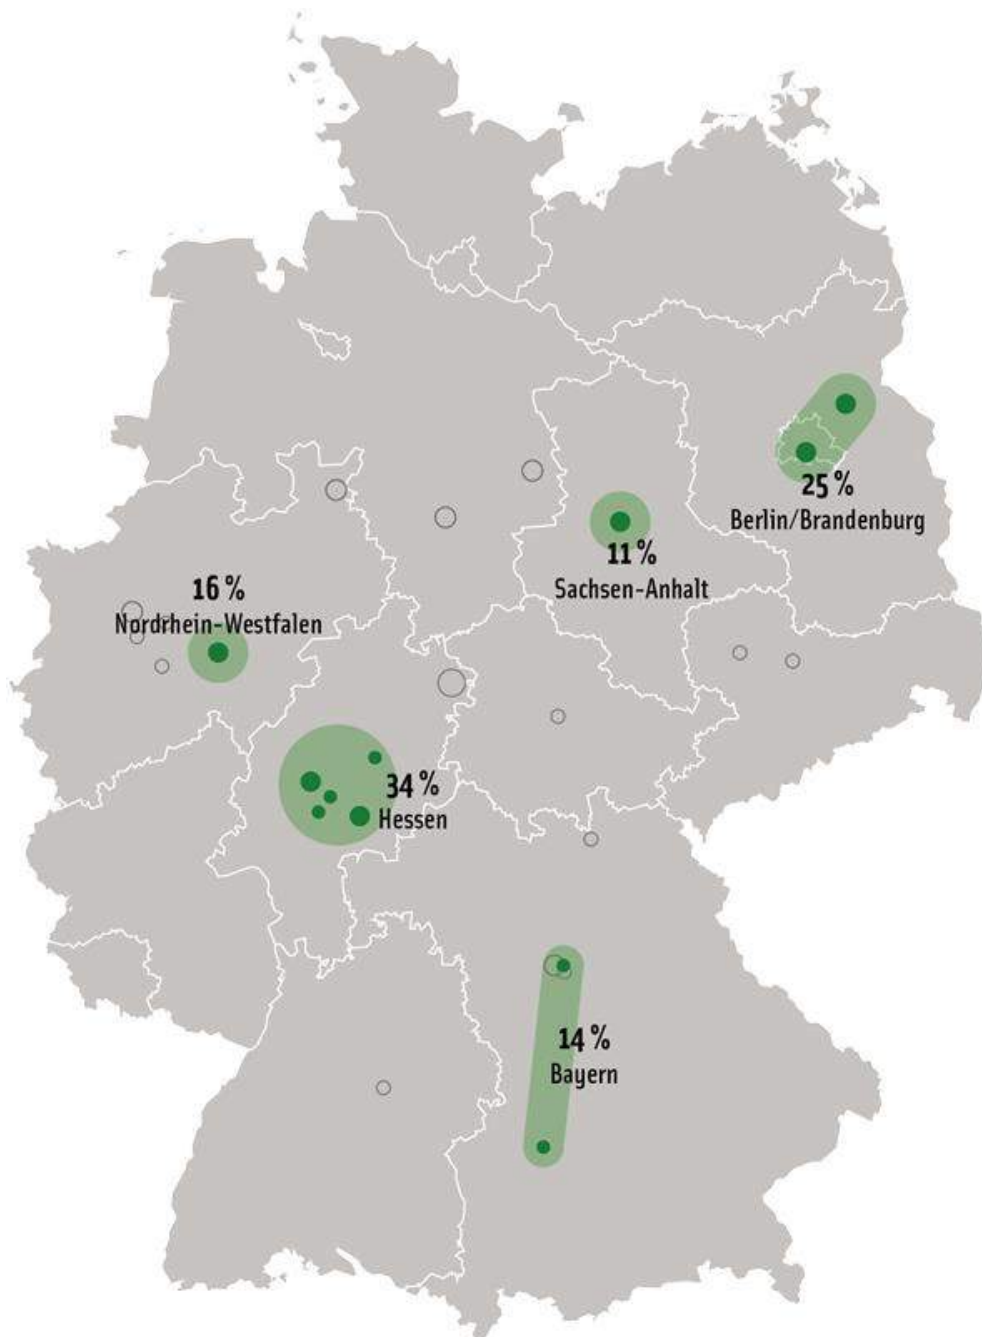 25 %
Berlin/Brandenburg
11 %
Sachsen-Anhalt
16 %
Nordrhein-Westfalen
34 %
Hessen
14 %
Bayern